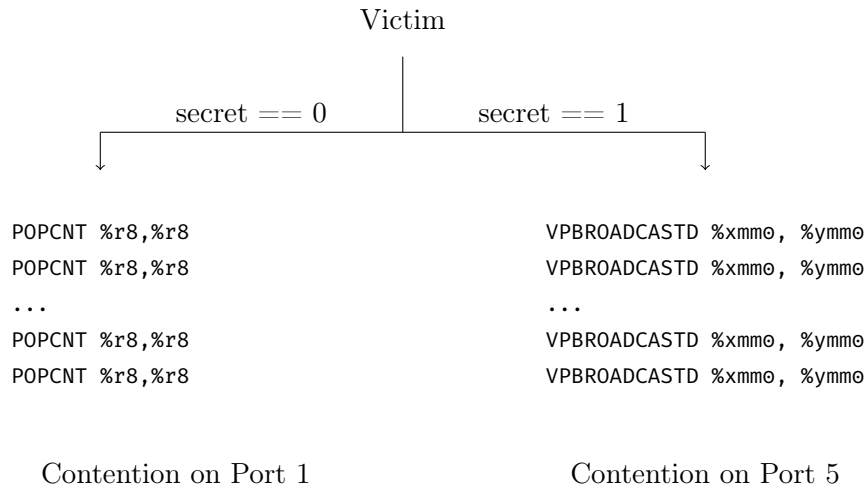 Victim
secret == 0
secret == 1
POPCNT %r8,%r8
POPCNT %r8,%r8
...
POPCNT %r8,%r8
POPCNT %r8,%r8
Contention on Port 1
VPBROADCASTD %xmm0, %ymm0
VPBROADCASTD %xmm0, %ymm0
...
VPBROADCASTD %xmm0, %ymm0
VPBROADCASTD %xmm0, %ymm0
Contention on Port 5